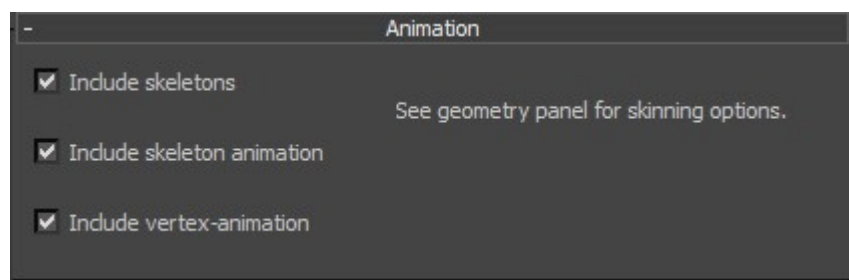 - Animation
Include skeletons
See geometry panel for skinning options.
Include skeleton animation
Include vertex-animation